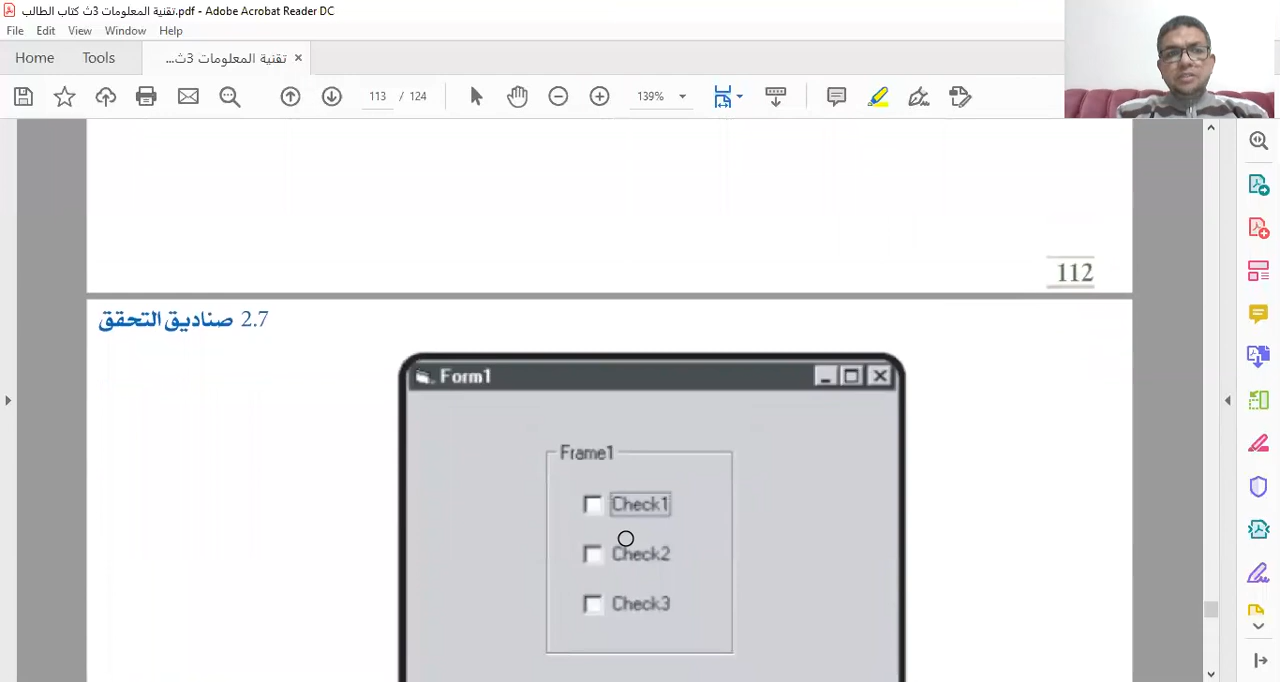 تقنية المعلومات 3ث كتاب الطالب.pdf - Adobe Acrobat Reader DC
File Edit View Window Help
Home Tools تقنية المعلومات 3ث... ×
113 / 124 139%
112
2.7 صناديق التحقق
Form1
Frame1
Check1
Check2
Check3